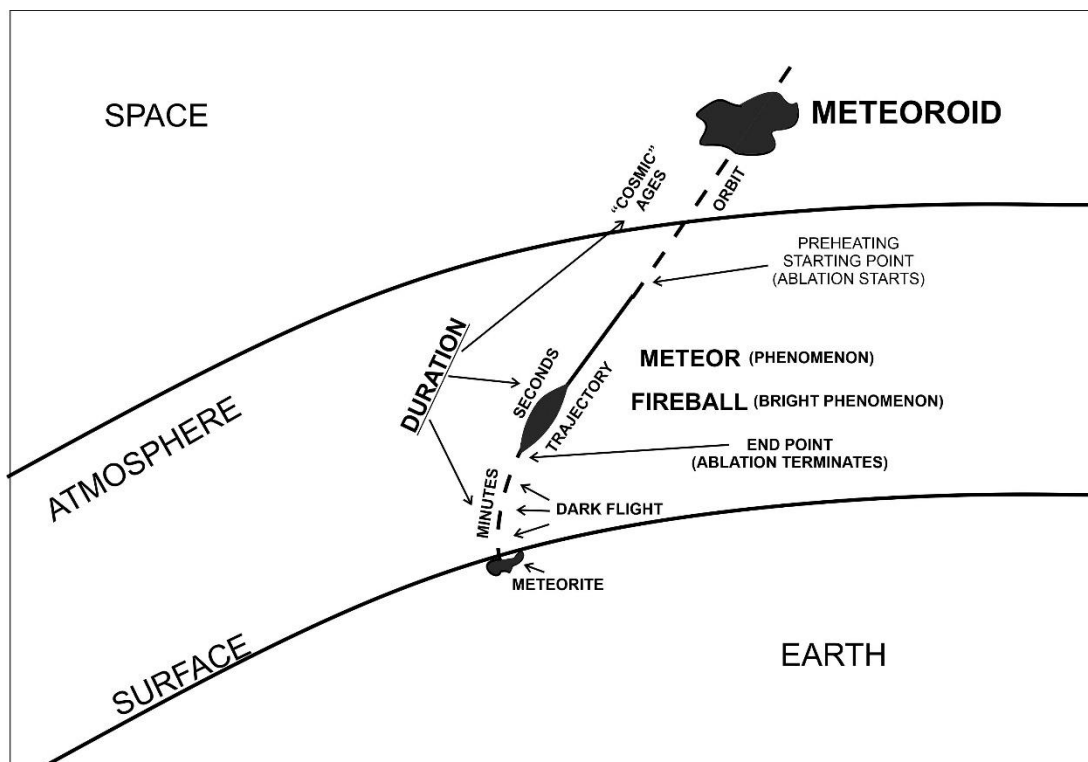 SPACE
METEOROID
"COSMIC"
AGES
ORBIT
PREHEATING
STARTING POINT
(ABLATION STARTS)
DURATION
SECONDS
TRAJECTORY
METEOR (PHENOMENON)
FIREBALL (BRIGHT PHENOMENON)
ATMOSPHERE
END POINT
(ABLATION TERMINATES)
MINUTES
DARK FLIGHT
METEORITE
SURFACE
EARTH